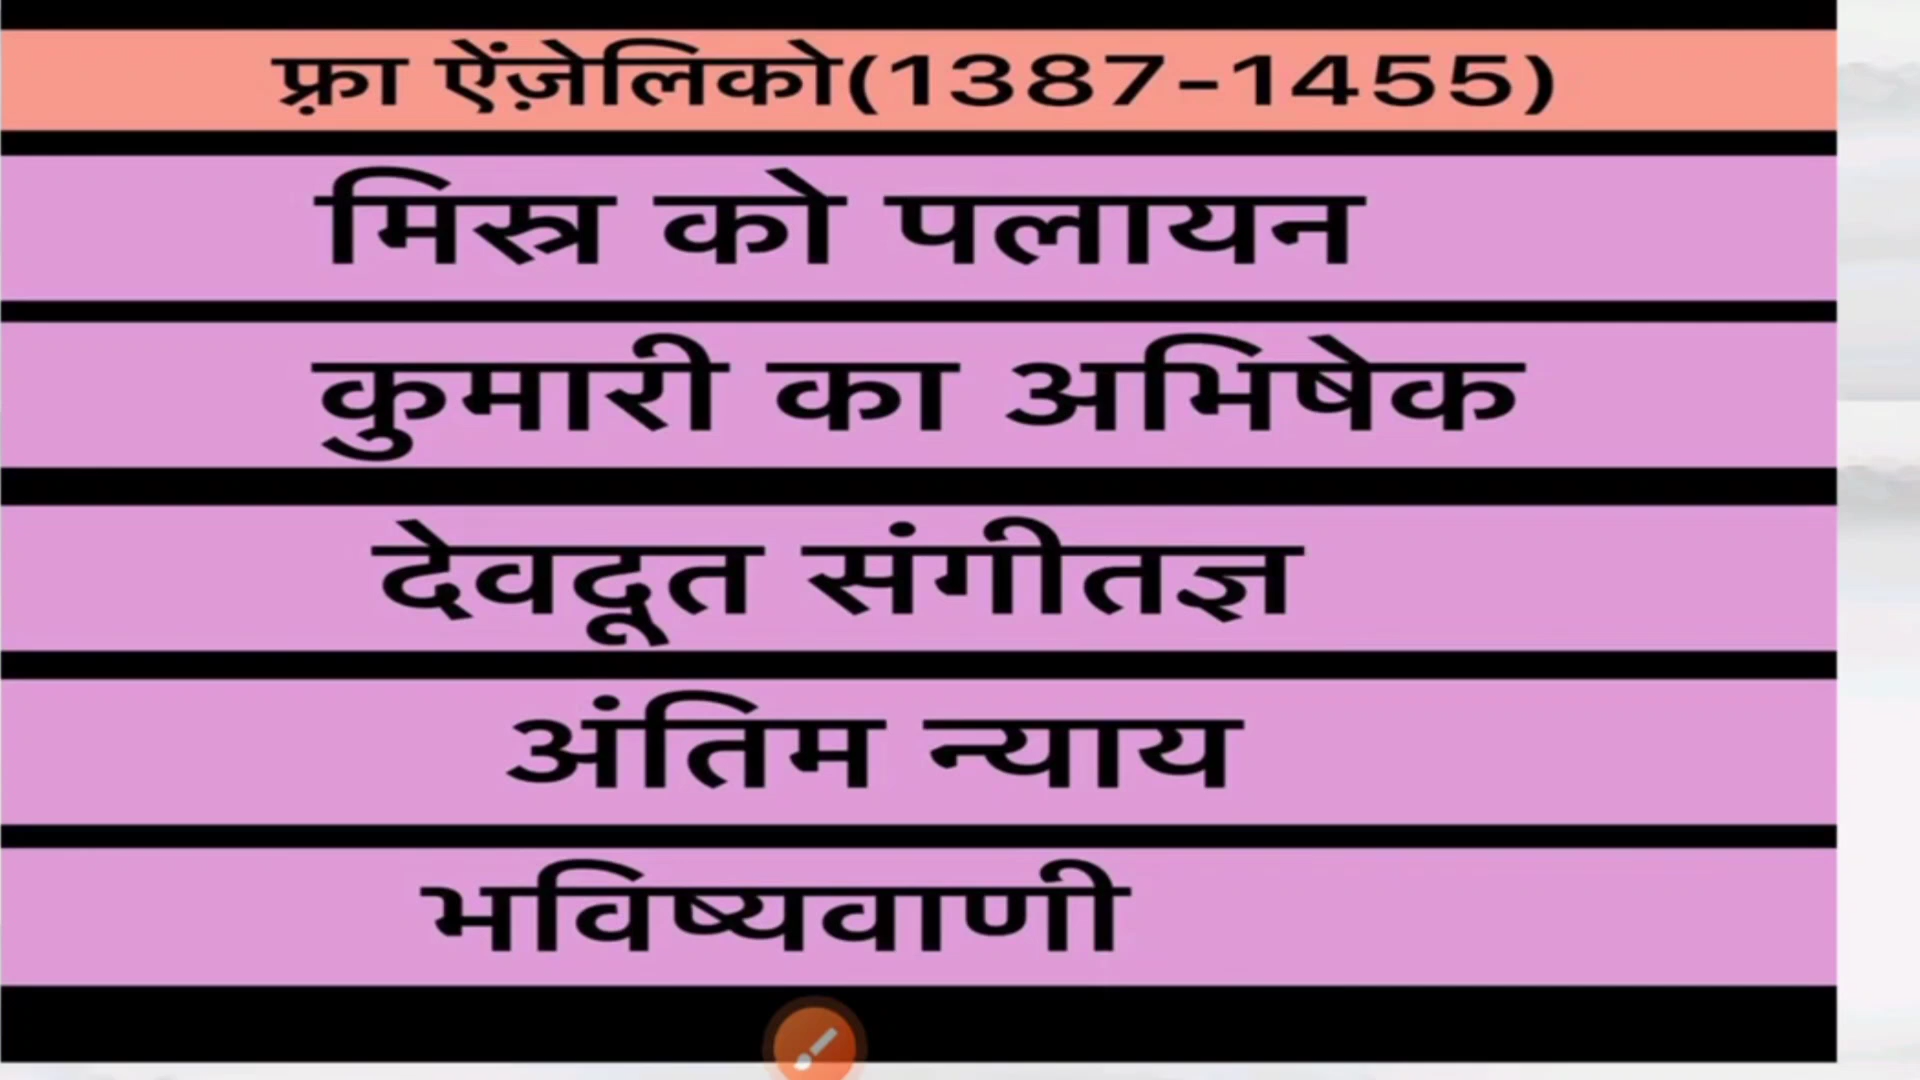 फ़्रा ऐंज़ेलिको(1387-1455)
मिस्र को पलायन
कुमारी का अभिषेक
देवदूत संगीतज्ञ
अंतिम न्याय
भविष्यवाणी